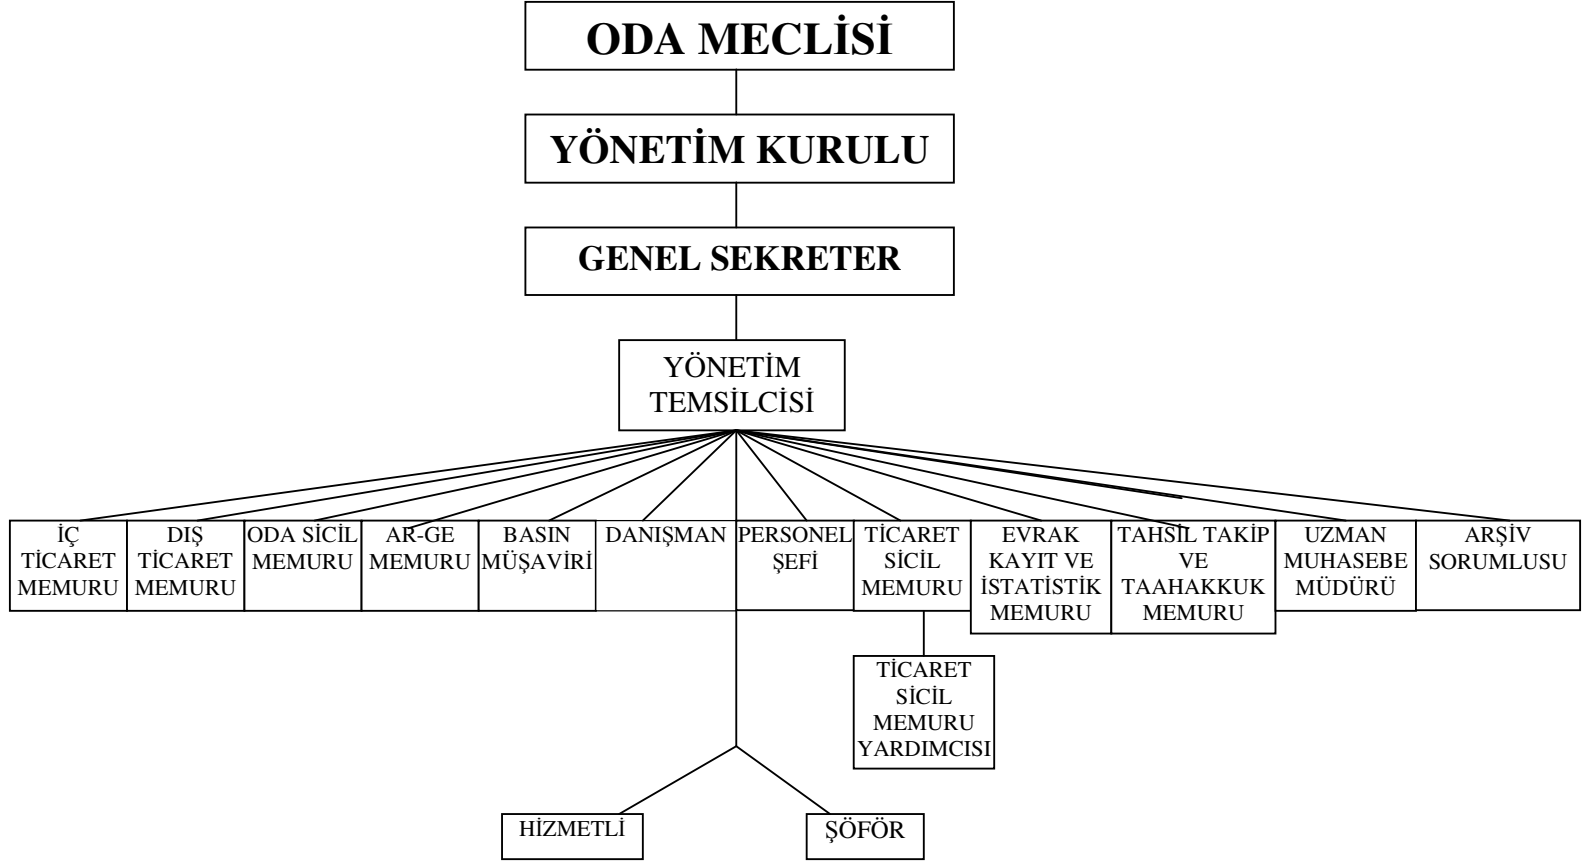 ODA MECLİSİ
YÖNETİM KURULU
GENEL SEKRETER
YÖNETİM
TEMSİLCİSİ
İÇ
TİCARET
MEMURU
DIŞ
TİCARET
MEMURU
ODA SİCİL
MEMURU
AR-GE
MEMURU
BASIN
MÜŞAVİRİ
DANIŞMAN
PERSONEL
ŞEFİ
TİCARET
SİCİL
MEMURU
EVRAK
KAYIT VE
İSTATİSTİK
MEMURU
TAHSİL TAKİP
VE
TAAHAKKUK
MEMURU
UZMAN
MUHASEBE
MÜDÜRÜ
ARŞİV
SORUMLUSU
TİCARET
SİCİL
MEMURU
YARDIMCISI
HİZMETLİ
ŞÖFÖR